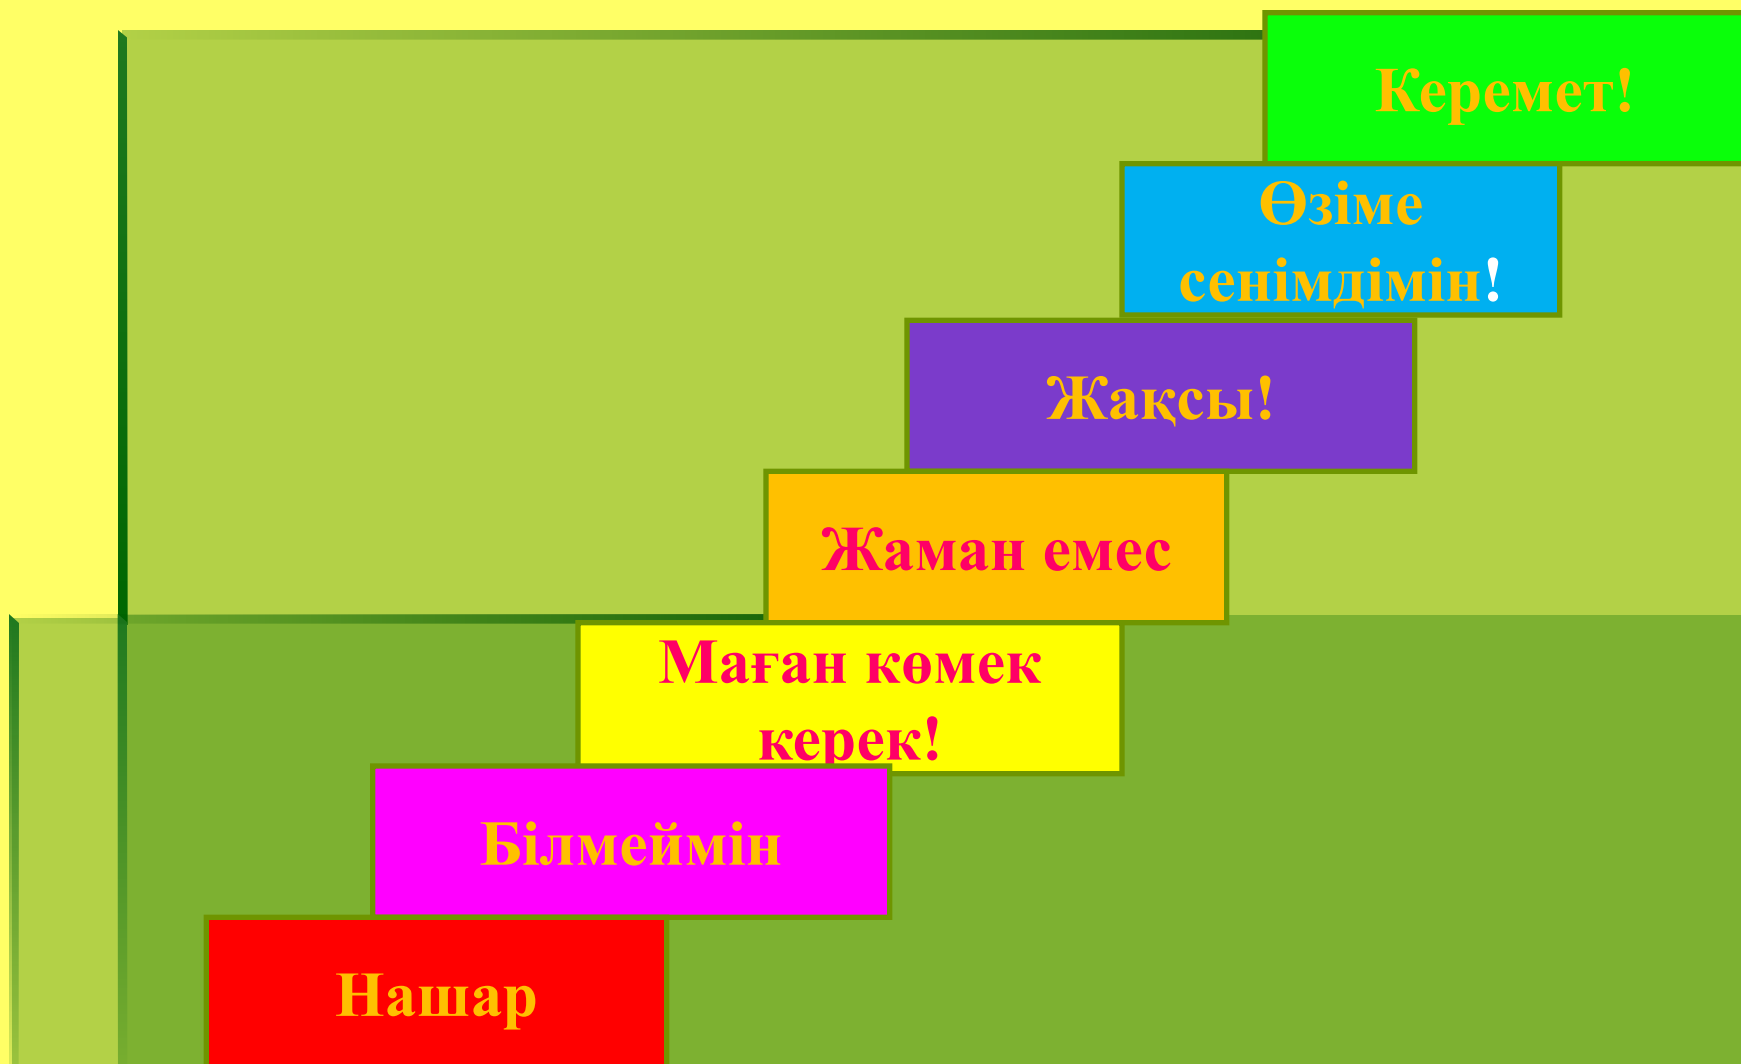 Керемет!
Өзіме
сенімдімін!
Жақсы!
Жаман емес
Маған көмек
керек!
Білмеймін
Нашар